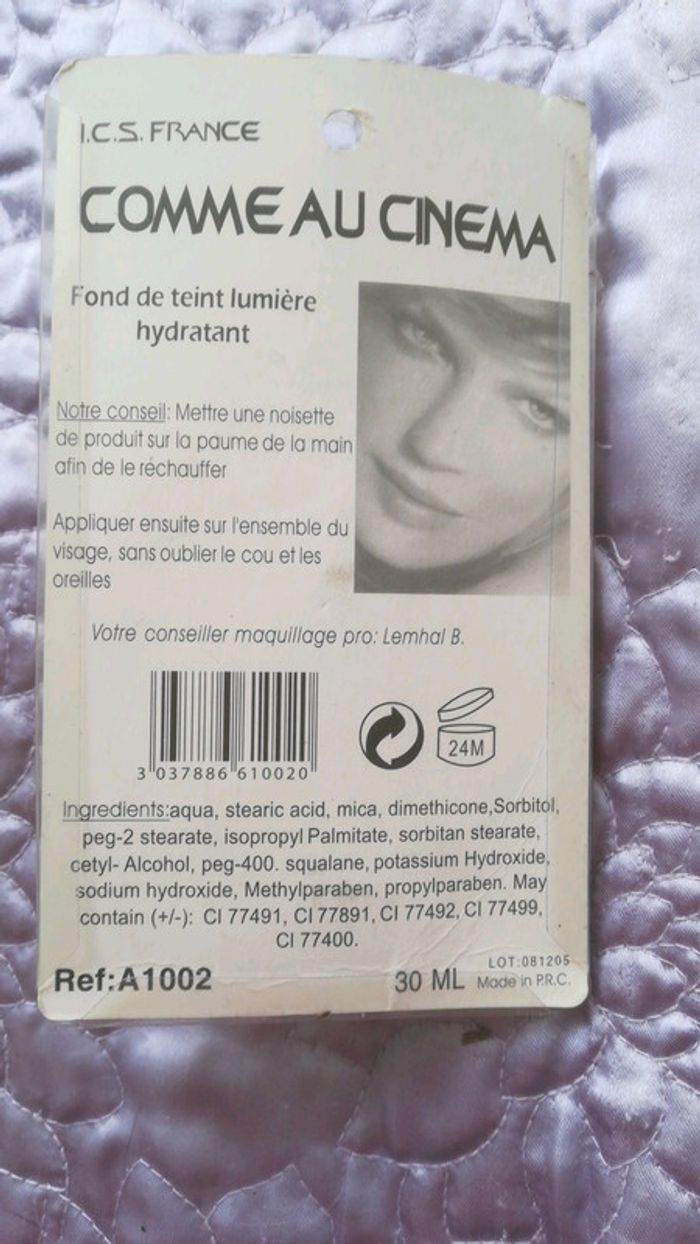 I.C.S. FRANCE
COMME AU CINEMA
Fond de teint lumière
hydratant
Notre conseil: Mettre une noisette
de produit sur la paume de la main
afin de le réchauffer
Appliquer ensuite sur l'ensemble du
visage, sans oublier le cou et les
oreilles
Votre conseiller maquillage pro: Lemhal B.
3 037886 610020
24M
Ingredients:aqua, stearic acid, mica, dimethicone,Sorbitol,
peg-2 stearate, isopropyl Palmitate, sorbitan stearate,
cetyl- Alcohol, peg-400. squalane, potassium Hydroxide,
sodium hydroxide, Methylparaben, propylparaben. May
contain (+/-): CI 77491, CI 77891, CI 77492, CI 77499,
CI 77400.
LOT:081205
Ref:A1002 30 ML Made in P.R.C.